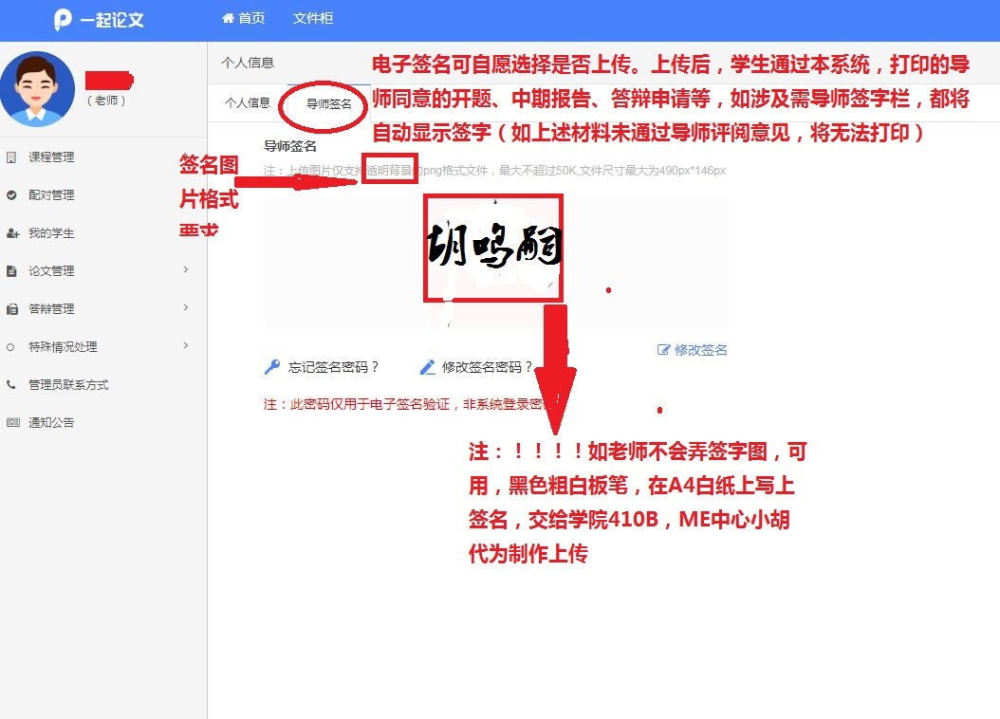 一起论文
首页
文件柜
（老师）
课程管理
配对管理
我的学生
论文管理
答辩管理
特殊情况处理
管理员联系方式
通知公告
个人信息
电子签名可自愿选择是否上传。上传后，学生通过本系统，打印的导
师同意的开题、中期报告、答辩申请等，如涉及需导师签字栏，都将
自动显示签字（如上述材料未通过导师评阅意见，将无法打印）
个人信息
导师签名
导师签名
注：上传图片仅支持透明背景的png格式文件，最大不超过50K,文件尺寸最大为490px*146px
签名图
片格式
要求
胡鸣嗣
修改签名
忘记签名密码？
修改签名密码？
注：此密码仅用于电子签名验证，非系统登录密
注：！！！！如老师不会弄签字图，可
用，黑色粗白板笔，在A4白纸上写上
签名，交给学院410B，ME中心小胡
代为制作上传